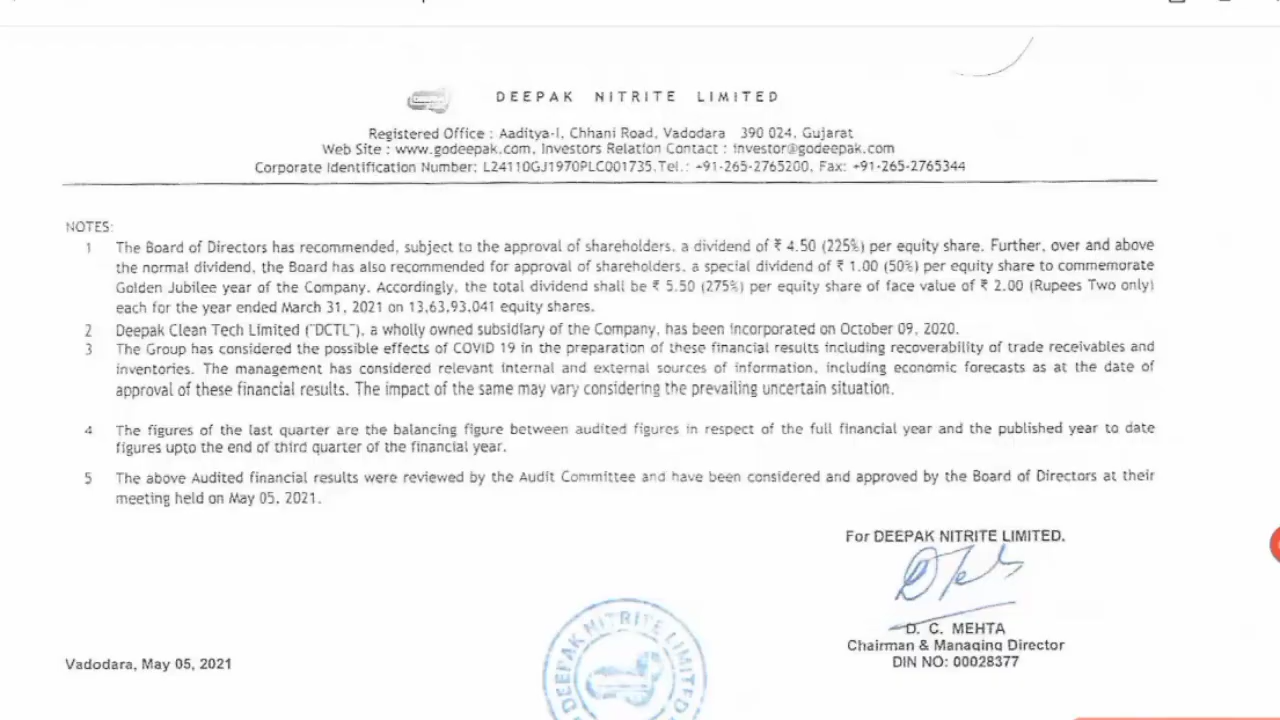 DEEPAK NITRITE LIMITED
Registered Office : Aaditya-I, Chhani Road, Vadodara 390 024. Gujarat
Web Site : www.godeepak.com, Investors Relation Contact : investor@godeepak.com
Corporate Identification Number: L24110GJ1970PLC001735.Tel.: +91-265-2765200, Fax: +91-265-2765344
NOTES:
1 The Board of Directors has recommended, subject to the approval of shareholders, a dividend of ₹ 4.50 (225%) per equity share. Further, over and above
the normal dividend, the Board has also recommended for approval of shareholders, a special dividend of ₹ 1.00 (50%) per equity share to commemorate
Golden Jubilee year of the Company. Accordingly, the total dividend shall be ₹ 5.50 (275%) per equity share of face value of ₹ 2.00 (Rupees Two only)
each for the year ended March 31, 2021 on 13,63,93,041 equity shares.
2 Deepak Clean Tech Limited ("DCTL"), a wholly owned subsidiary of the Company, has been incorporated on October 09, 2020.
3 The Group has considered the possible effects of COVID 19 in the preparation of these financial results including recoverability of trade receivables and
inventories. The management has considered relevant internal and external sources of information, including economic forecasts as at the date of
approval of these financial results. The impact of the same may vary considering the prevailing uncertain situation.
4 The figures of the last quarter are the balancing figure between audited figures in respect of the full financial year and the published year to date
figures upto the end of third quarter of the financial year.
5 The above Audited financial results were reviewed by the Audit Committee and have been considered and approved by the Board of Directors at their
meeting held on May 05, 2021.
For DEEPAK NITRITE LIMITED.
D. C. MEHTA
Chairman & Managing Director
DIN NO: 00028377
Vadodara, May 05, 2021
DEEPAK NITRITE LIMITED